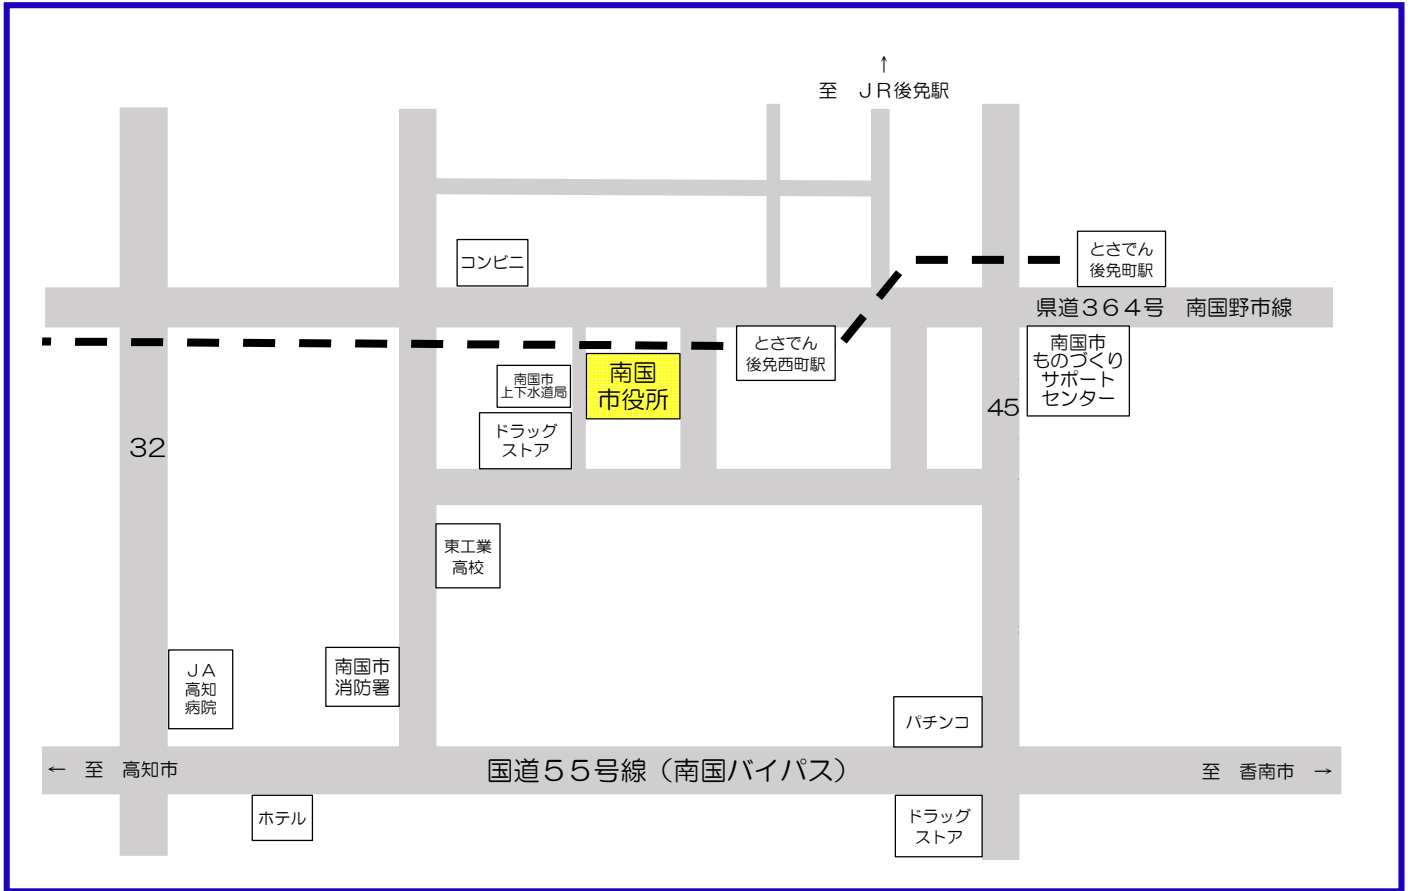 ↑
至　ＪＲ後免駅
コンビニ
とさでん
後免町駅
県道３６４号　南国野市線
とさでん
後免西町駅
南国市
ものづくり
サポート
センター
南国市
上下水道局
南国
市役所
ドラッグ
ストア
45
32
東工業
高校
ＪＡ
高知
病院
南国市
消防署
パチンコ
←　至　高知市
国道５５号線（南国バイパス）
至　香南市　→
ホテル
ドラッグ
ストア